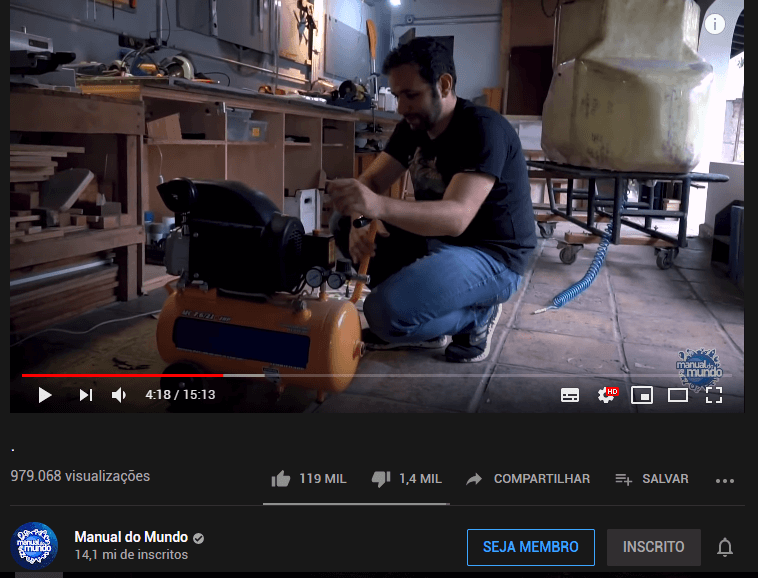 manual do
mundo
4:18 / 15:13
HD
.
979.068 visualizações
119 MIL
1,4 MIL
COMPARTILHAR
SALVAR
manual do
mundo
Manual do Mundo
14,1 mi de inscritos
SEJA MEMBRO
INSCRITO